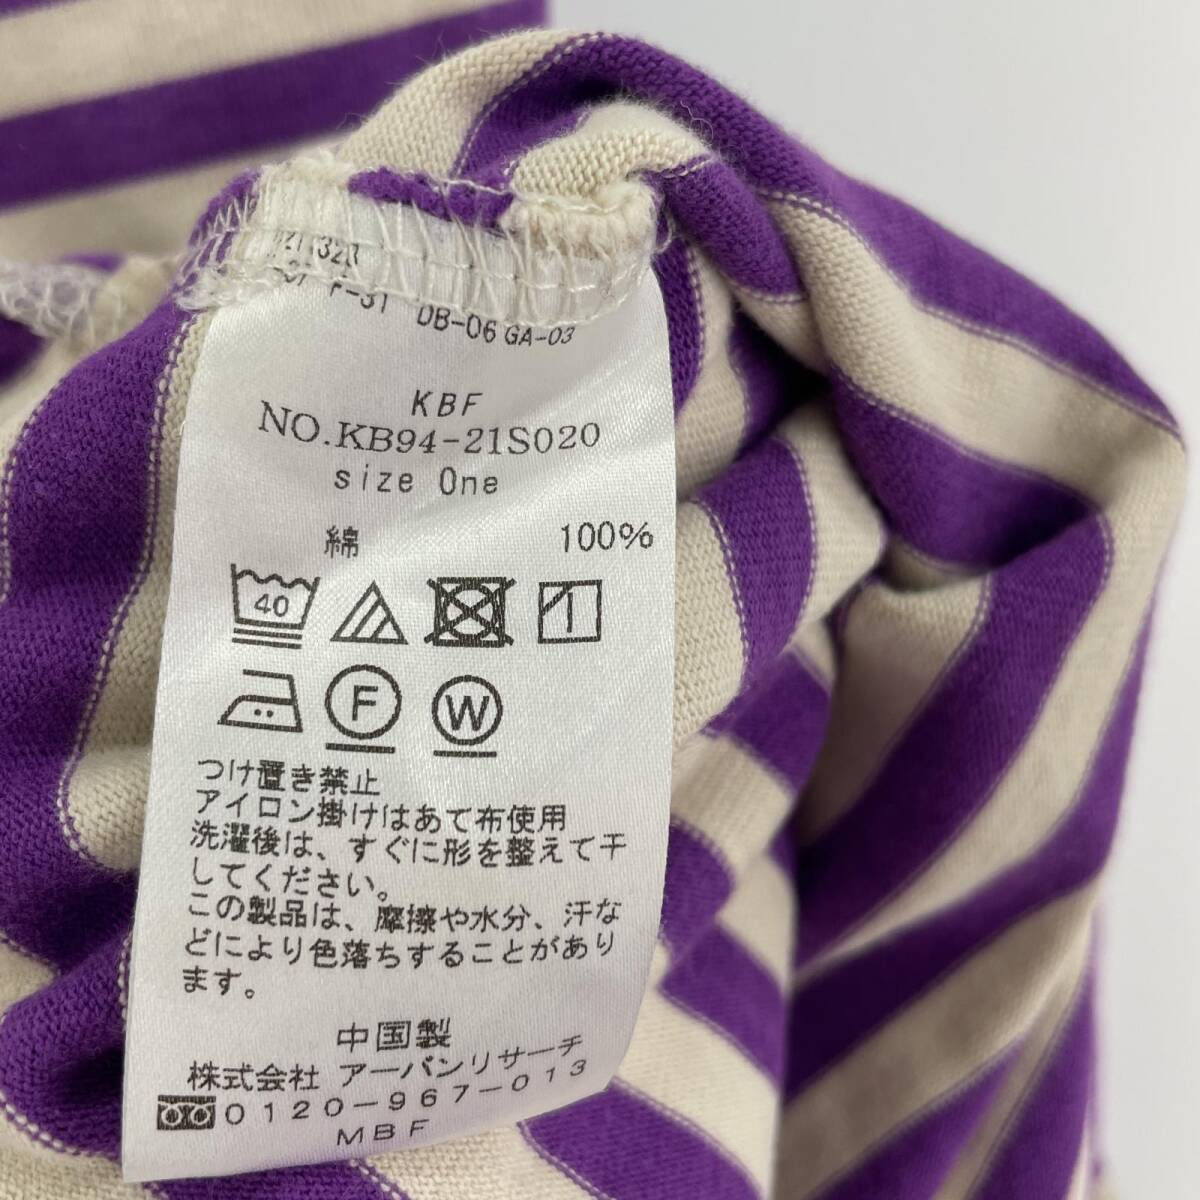 DB-06 GA-03
KBF
NO.KB94-21S020
size One
綿 100%
40
F W
つけ置き禁止
アイロン掛けはあて布使用
洗濯後は、すぐに形を整えて干
してください。
この製品は、摩擦や水分、汗な
どにより色落ちすることがあり
ます。
中国製
株式会社 アーバンリサーチ
0120-967-013
MBF